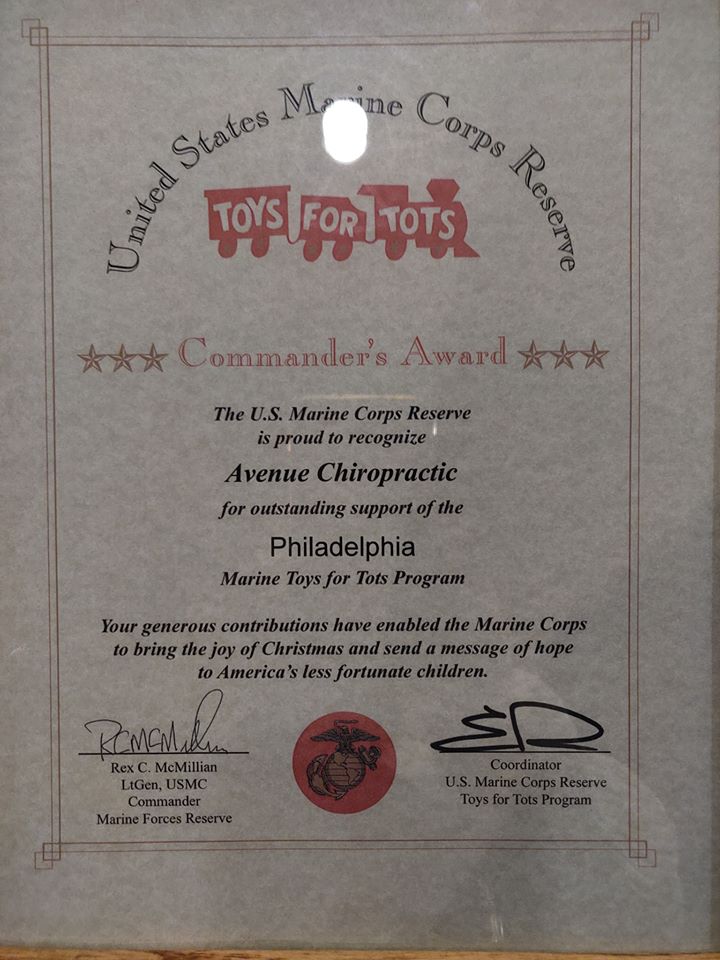 United States Marine Corps Reserve
TOYS FOR TOTS
Commander's Award
The U.S. Marine Corps Reserve
is proud to recognize
Avenue Chiropractic
for outstanding support of the
Philadelphia
Marine Toys for Tots Program
Your generous contributions have enabled the Marine Corps
to bring the joy of Christmas and send a message of hope
to America's less fortunate children.
Rex C. McMillian
LtGen, USMC
Commander
Marine Forces Reserve
Coordinator
U.S. Marine Corps Reserve
Toys for Tots Program